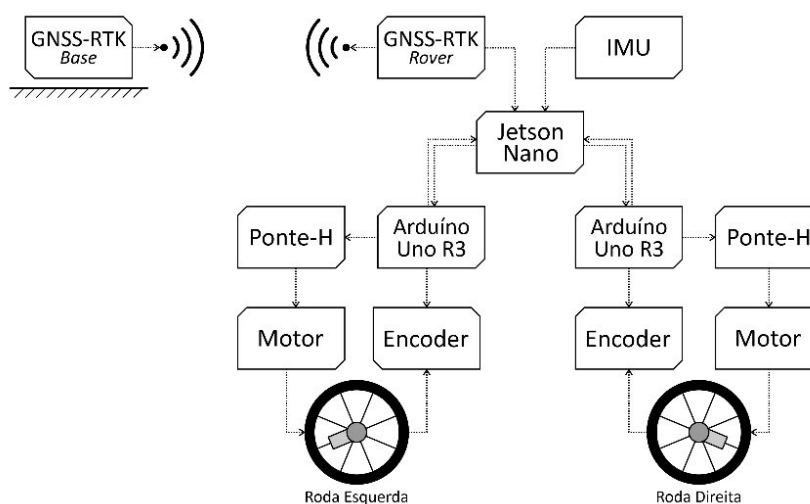 GNSS-RTK
Base
GNSS-RTK
Rover
IMU
Jetson
Nano
Ponte-H
Arduíno
Uno R3
Arduíno
Uno R3
Ponte-H
Motor
Encoder
Encoder
Motor
Roda Esquerda
Roda Direita